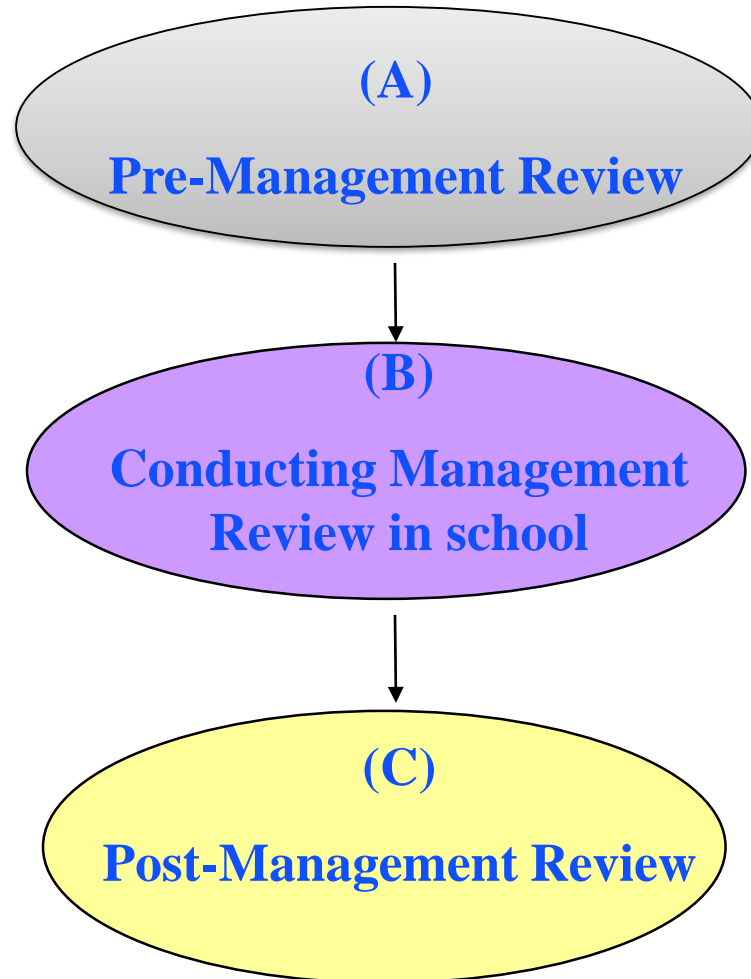 (A)
Pre-Management Review
(B)
Conducting Management
Review in school
(C)
Post-Management Review